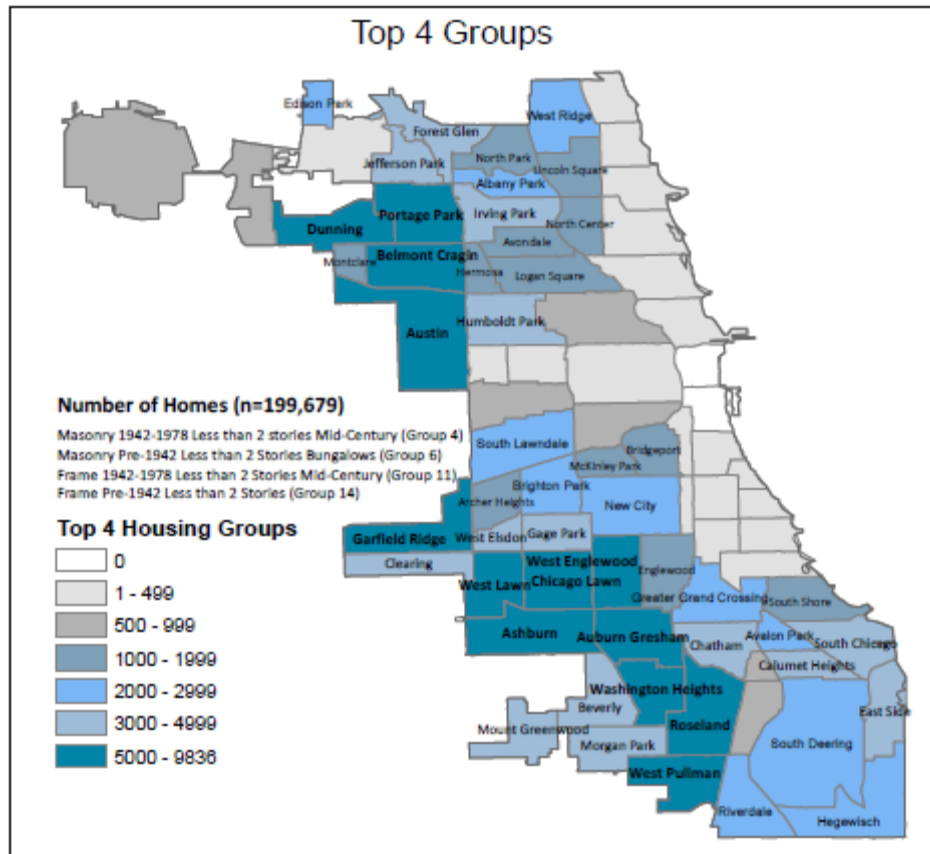 Top 4 Groups
Edison Park
West Ridge
Forest Glen
North Park
Jefferson Park
Lincoln Square
Albany Park
Portage Park
Irving Park
Dunning
North Center
Avondale
Belmont Cragin
Montclare
Hermosa
Logan Square
Humboldt Park
Austin
Number of Homes (n=199,679)
Masonry 1942-1978 Less than 2 stories Mid-Century (Group 4)
Masonry Pre-1942 Less than 2 Stories Bungalows (Group 6)
Frame 1942-1978 Less than 2 Stories Mid-Century (Group 11)
Frame Pre-1942 Less than 2 Stories (Group 14)
South Lawndale
Bridgeport
McKinley Park
Brighton Park
Archer Heights
New City
Garfield Ridge
West Elsdon
Gage Park
Clearing
West Englewood
Englewood
West Lawn
Chicago Lawn
Greater Grand Crossing
South Shore
Ashburn
Auburn Gresham
Chatham
Avalon Park
South Chicago
Calumet Heights
Washington Heights
Beverly
East Side
Mount Greenwood
Roseland
Morgan Park
South Deering
West Pullman
Riverdale
Hegewisch
Top 4 Housing Groups
0
1 - 499
500 - 999
1000 - 1999
2000 - 2999
3000 - 4999
5000 - 9836